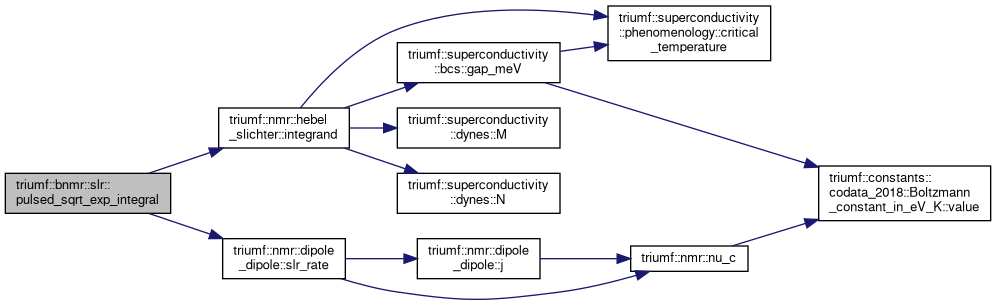 triumf::bnmr::slr::
pulsed_sqrt_exp_integral
triumf::nmr::hebel
_slichter::integrand
triumf::nmr::dipole
_dipole::slr_rate
triumf::superconductivity
::bcs::gap_meV
triumf::superconductivity
::dynes::M
triumf::superconductivity
::dynes::N
triumf::nmr::dipole
_dipole::j
triumf::superconductivity
::phenomenology::critical
_temperature
triumf::nmr::nu_c
triumf::constants::
codata_2018::Boltzmann
_constant_in_eV_K::value